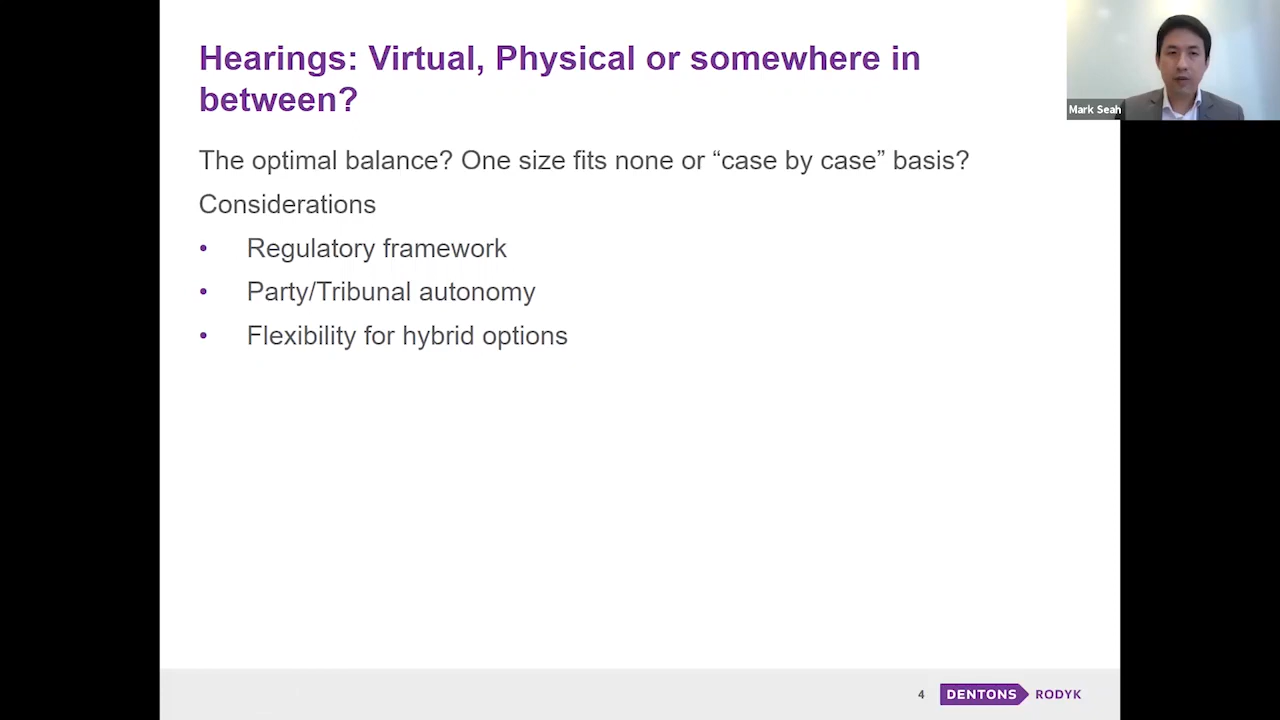 Hearings: Virtual, Physical or somewhere in
between?
Mark Seah
The optimal balance? One size fits none or “case by case” basis?
Considerations
• Regulatory framework
• Party/Tribunal autonomy
• Flexibility for hybrid options
4 DENTONS RODYK